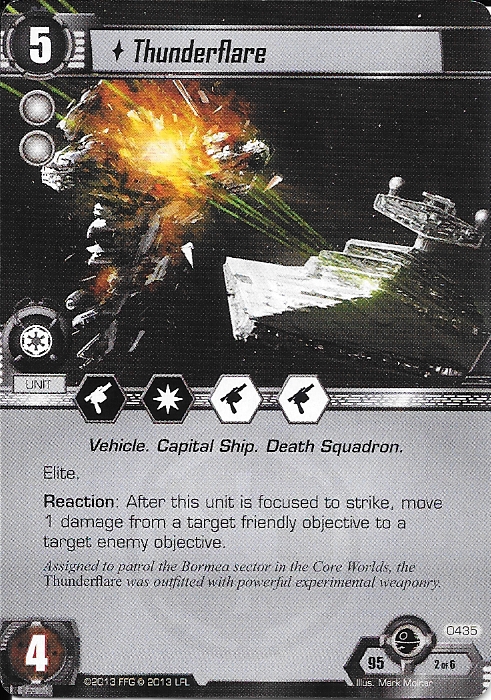 5
Thunderflare
UNIT
Vehicle. Capital Ship. Death Squadron.
Elite.
Reaction: After this unit is focused to strike, move
1 damage from a target friendly objective to a
target enemy objective.
Assigned to patrol the Bormea sector in the Core Worlds, the
Thunderflare was outfitted with powerful experimental weaponry.
0435
4
95
2 of 6
©2013 FFG © 2013 LFL
Illus. Mark Molnar